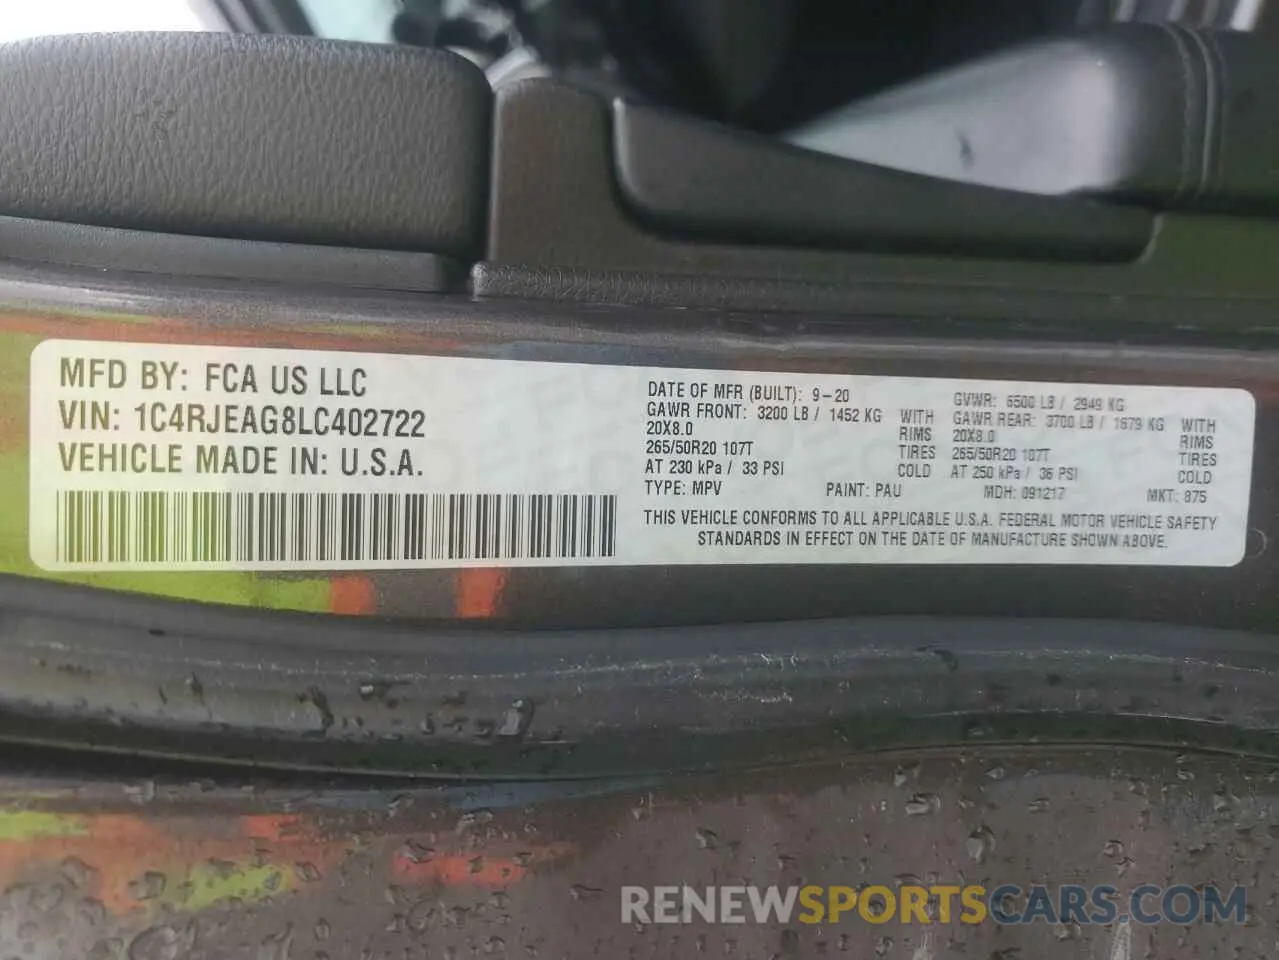 MFD BY: FCA US LLC
VIN: 1C4RJEAG8LC402722
VEHICLE MADE IN: U.S.A.
DATE OF MFR (BUILT): 9-20 GVWR: 6500 LB / 2949 KG
GAWR FRONT: 3200 LB / 1452 KG WITH GAWR REAR: 3700 LB / 1679 KG WITH
20X8.0 RIMS 20X8.0 RIMS
265/50R20 107T TIRES 265/50R20 107T TIRES
AT 230 kPa / 33 PSI COLD AT 250 kPa / 36 PSI COLD
TYPE: MPV PAINT: PAU MDH: 091217 MKT: 875
THIS VEHICLE CONFORMS TO ALL APPLICABLE U.S.A. FEDERAL MOTOR VEHICLE SAFETY
STANDARDS IN EFFECT ON THE DATE OF MANUFACTURE SHOWN ABOVE.
RENEWSPORTSCARS.COM